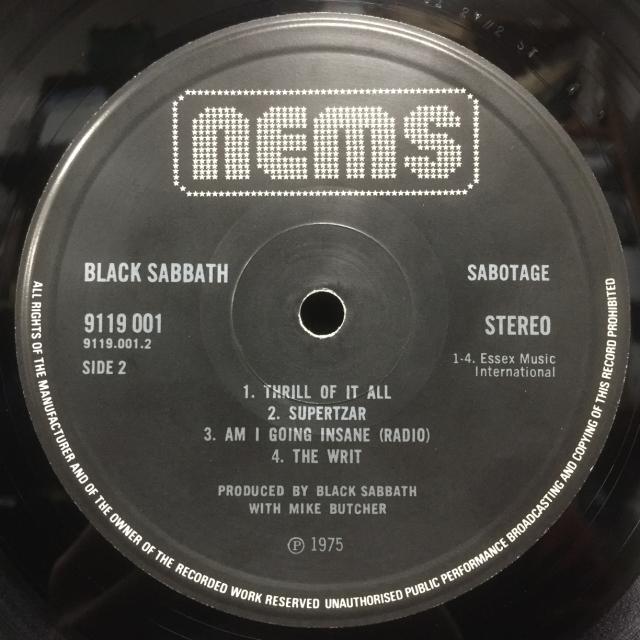 NEMS
BLACK SABBATH
SABOTAGE
9119 001
STEREO
9119.001.2
SIDE 2
1-4. Essex Music
International
1. THRILL OF IT ALL
2. SUPERTZAR
3. AM I GOING INSANE (RADIO)
4. THE WRIT
PRODUCED BY BLACK SABBATH
WITH MIKE BUTCHER
Ⓟ 1975
ALL RIGHTS OF THE MANUFACTURER AND OF THE OWNER OF THE RECORDED WORK RESERVED UNAUTHORISED PUBLIC PERFORMANCE BROADCASTING AND COPYING OF THIS RECORD PROHIBITED